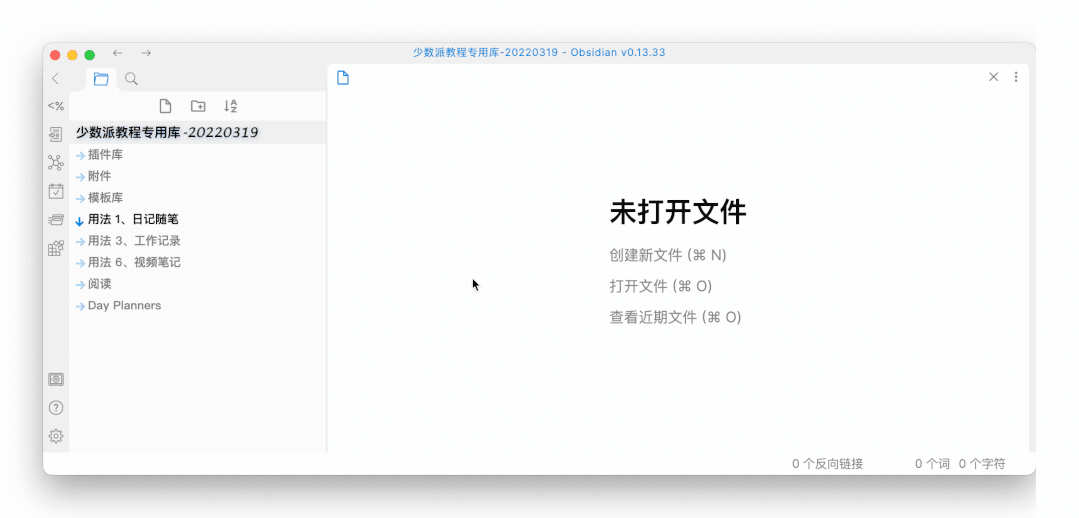 少数派教程专用库-20220319 - Obsidian v0.13.33
少数派教程专用库 -20220319
插件库
附件
模板库
用法 1、日记随笔
用法 3、工作记录
用法 6、视频笔记
阅读
Day Planners
未打开文件
创建新文件 (⌘ N)
打开文件 (⌘ O)
查看近期文件 (⌘ O)
0 个反向链接
0 个词 0 个字符